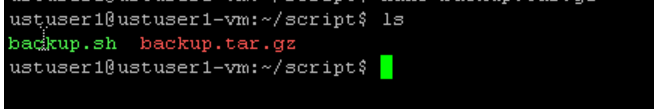 ustuser1@ustuser1-vm:~/script$ ls
backup.sh  backup.tar.gz
ustuser1@ustuser1-vm:~/script$